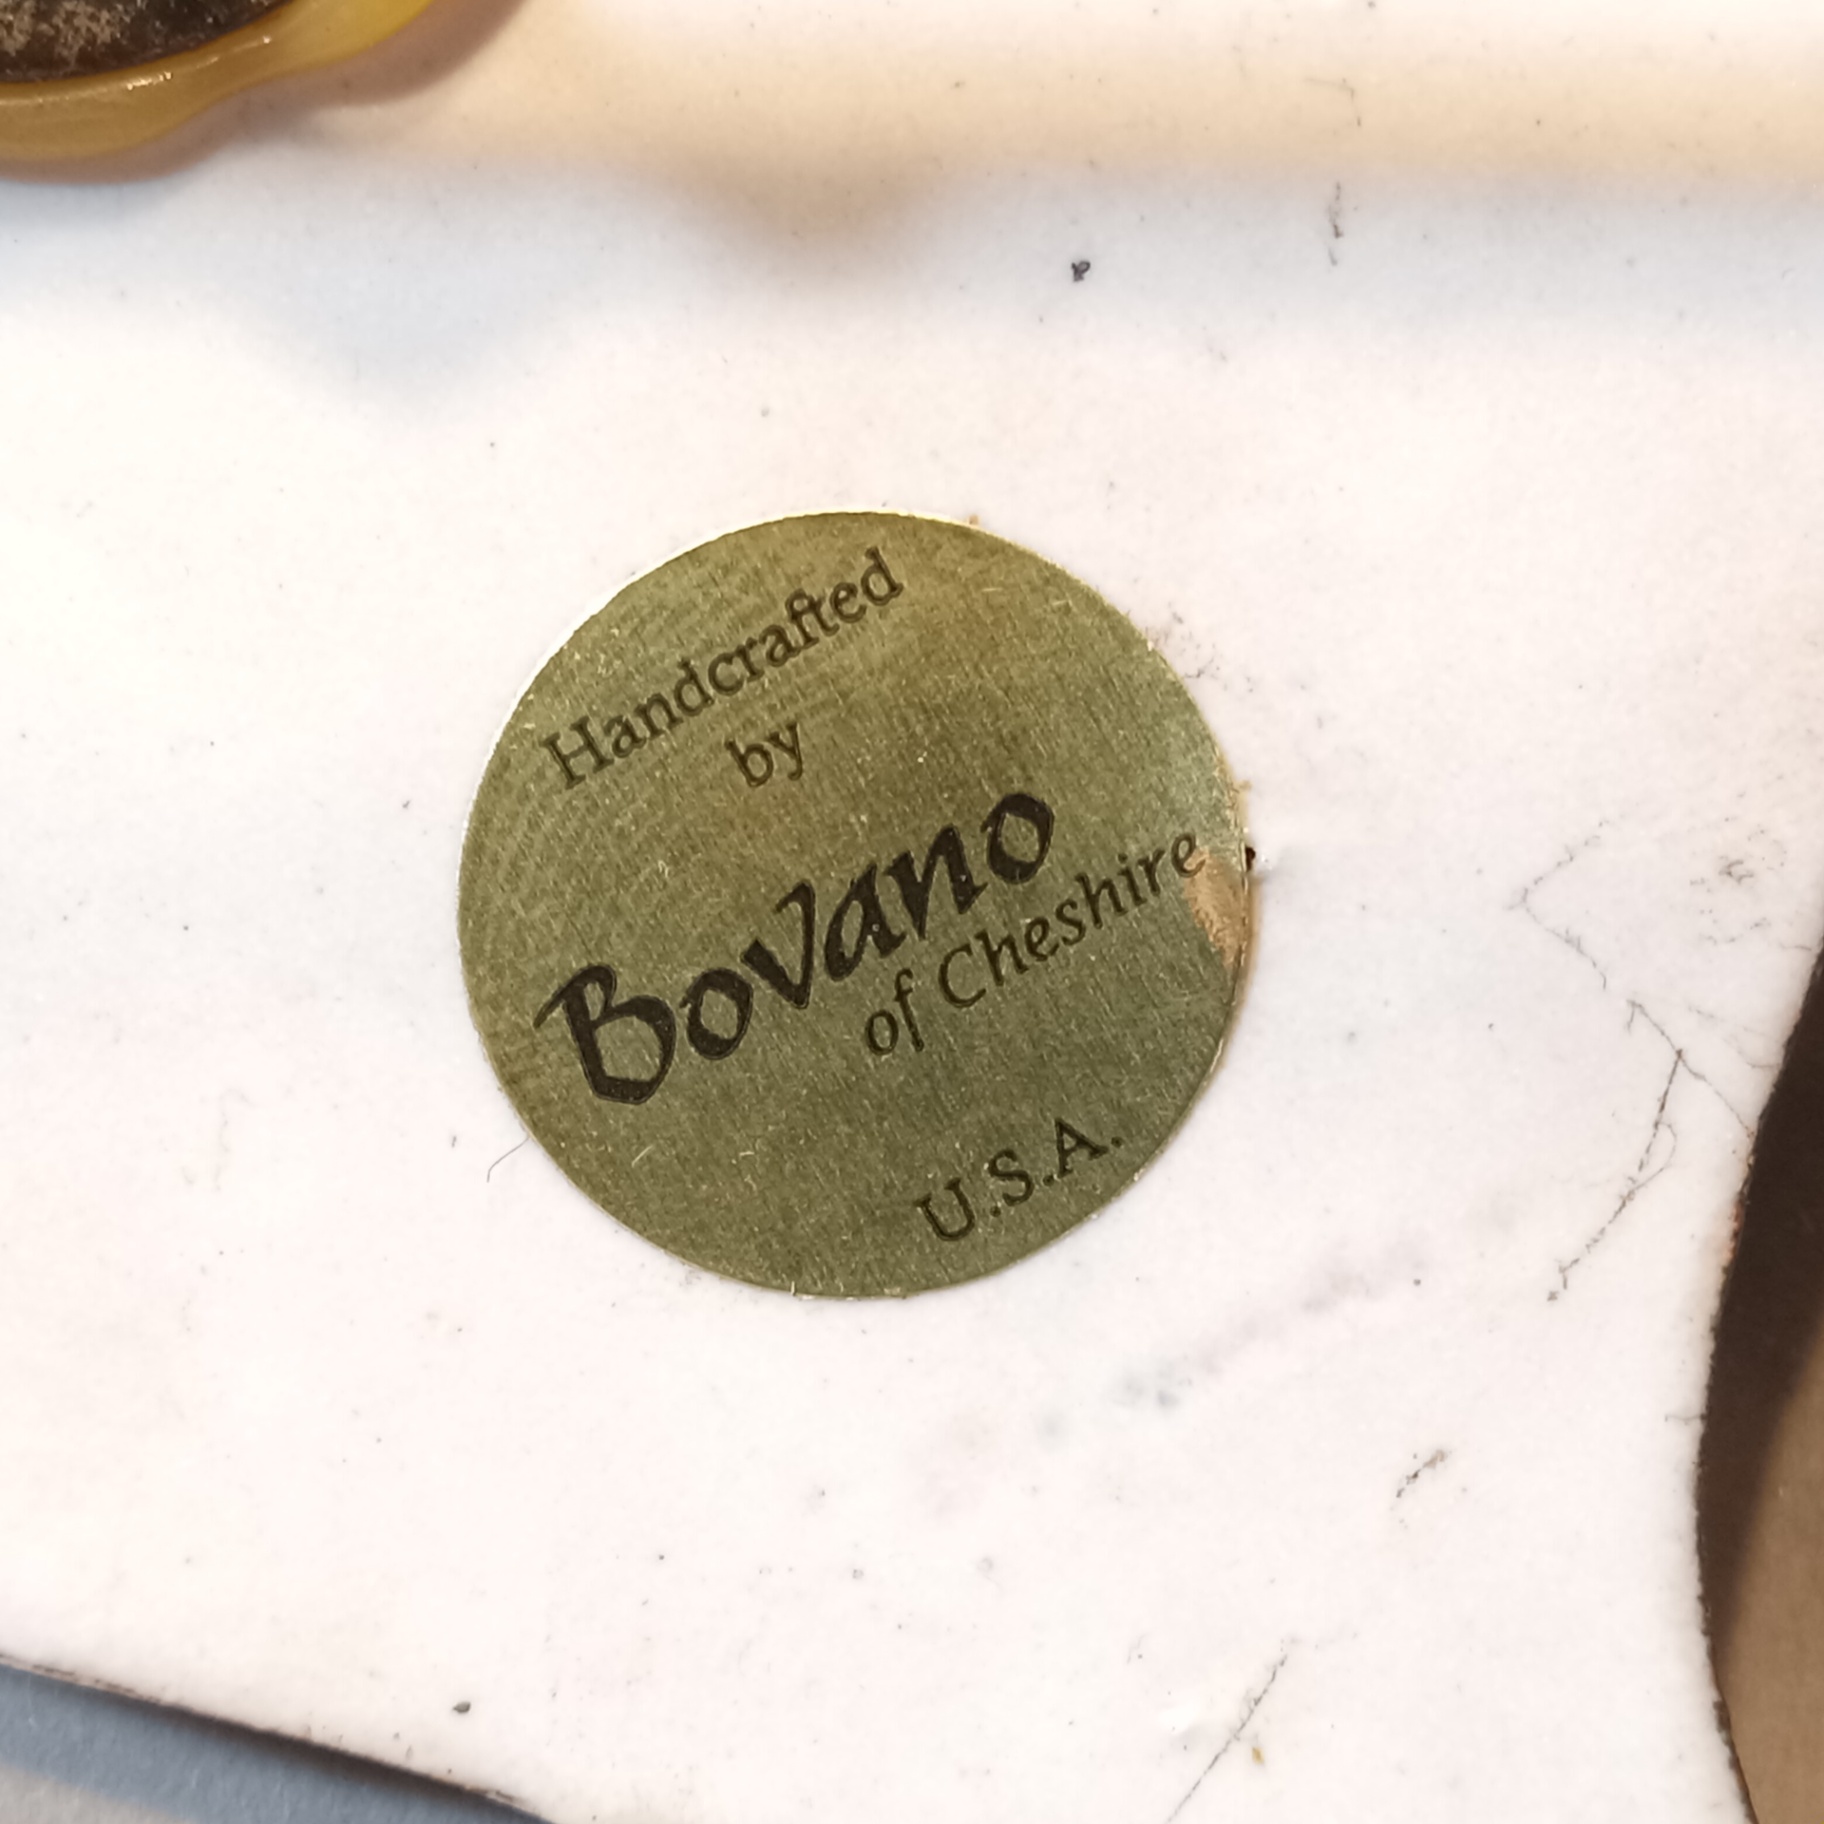 Handcrafted
by
Bovano
of Cheshire
U.S.A.